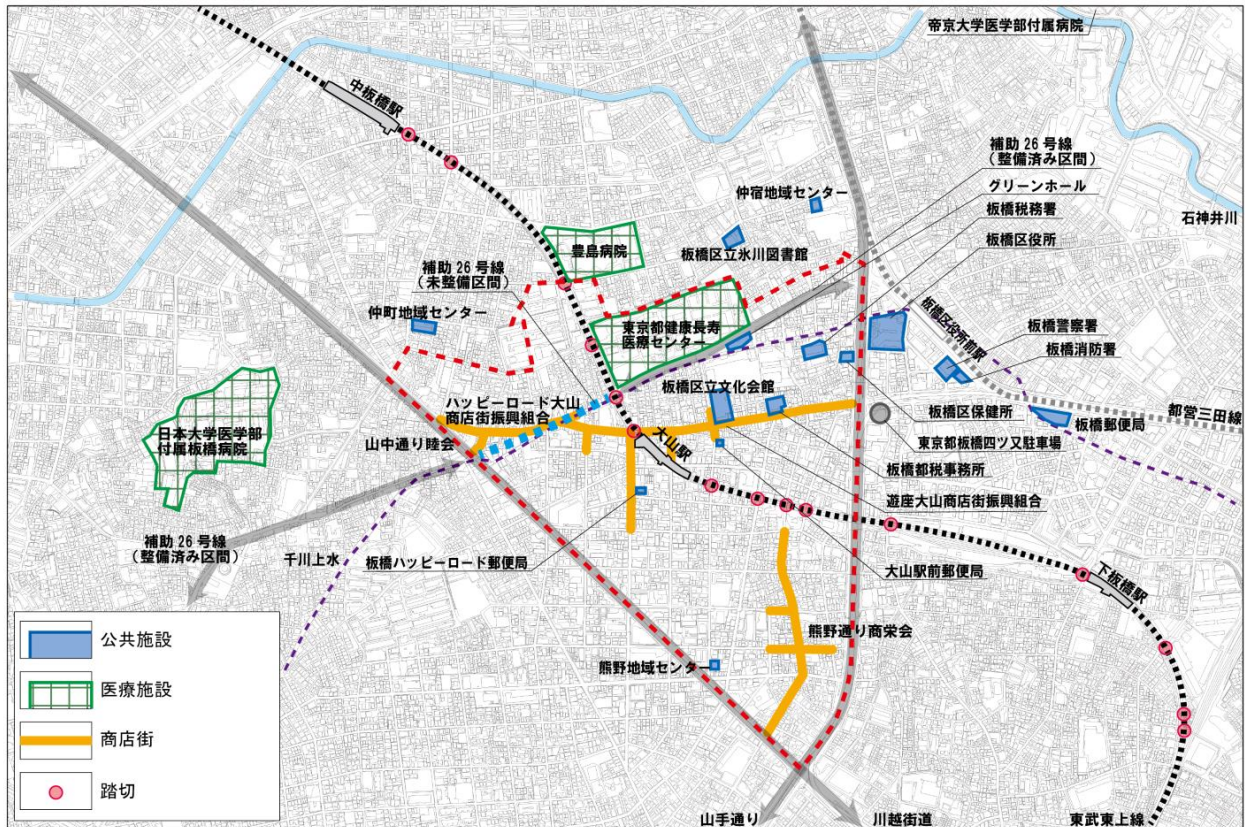 帝京大学医学部付属病院
中板橋駅
補助26号線
(整備済み区間)
グリーンホール
仲宿地域センター
板橋税務署
石神井川
板橋区役所
豊島病院
板橋区立氷川図書館
補助26号線
(未整備区間)
仲町地域センター
東京都健康長寿
医療センター
板橋区役所前駅
板橋警察署
板橋消防署
ハッピーロード大山
商店街振興組合
板橋区立文化会館
板橋区保健所
都営三田線
板橋郵便局
日本大学医学部
付属板橋病院
山中通り睦会
大山駅
東京都板橋四ツ又駐車場
板橋都税事務所
遊座大山商店街振興組合
補助26号線
(整備済み区間)
千川上水
板橋ハッピーロード郵便局
大山駅前郵便局
下板橋駅
公共施設
熊野通り商栄会
熊野地域センター
医療施設
商店街
踏切
山手通り
川越街道
東武東上線